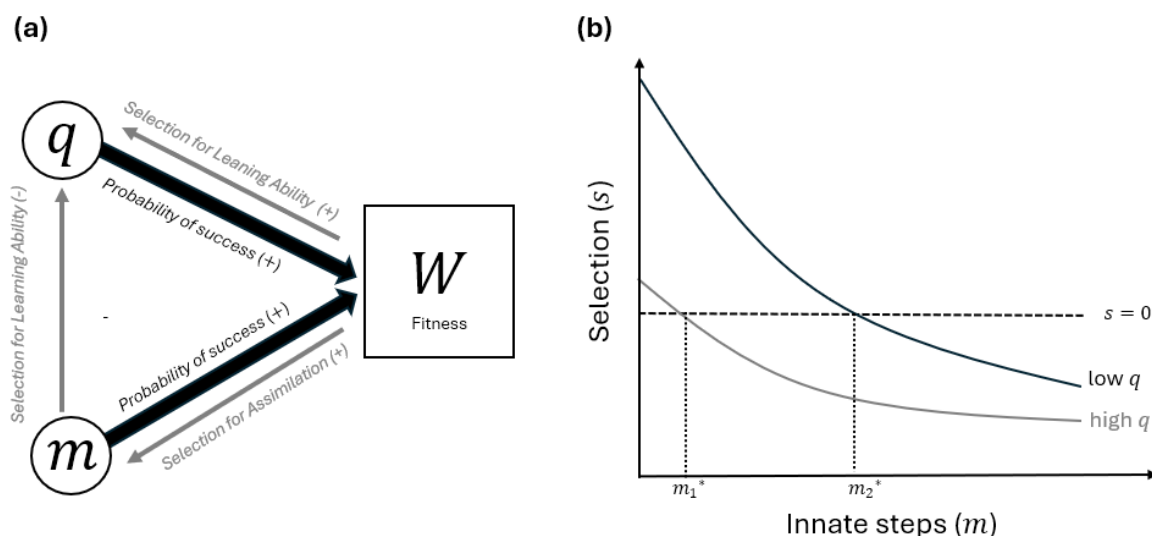 (a)
q
Selection for Leaning Ability (+)
Probability of success (+)
Selection for Learning Ability (-)
-
W
Fitness
Probability of success (+)
Selection for Assimilation (+)
m
(b)
Selection (s)
s = 0
low q
high q
m₁*
m₂*
Innate steps (m)